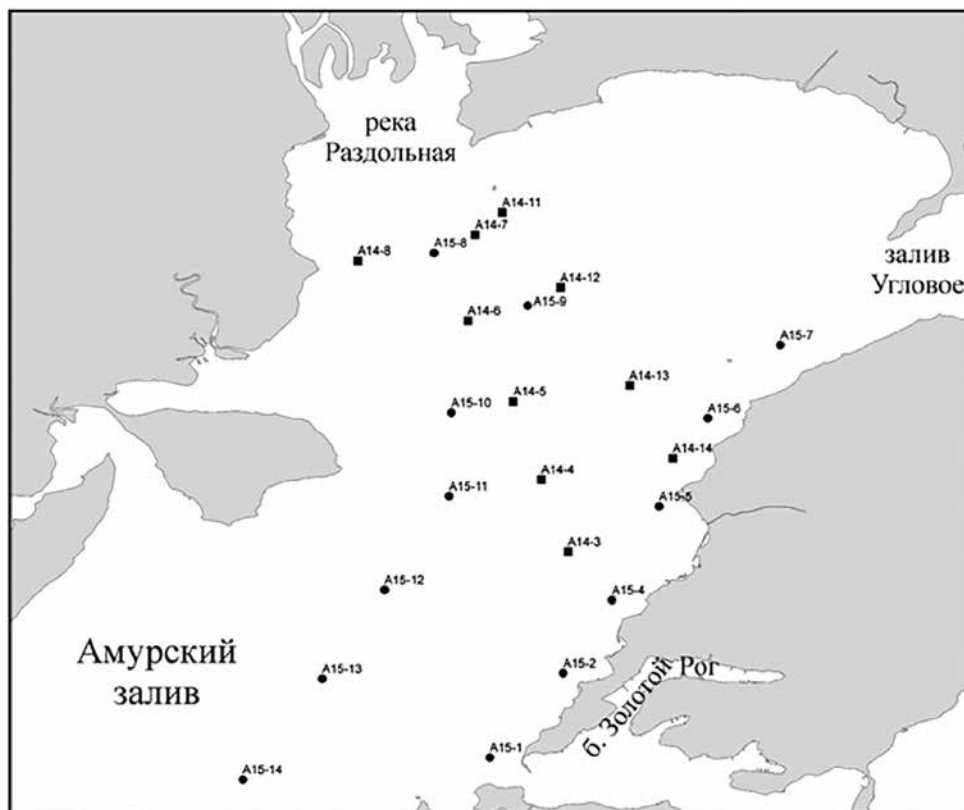 река
Раздольная
A14-11
A14-7
A15-8
A14-8
залив
Угловое
A14-12
A15-9
A14-6
A15-7
A14-13
A14-5
A15-10
A15-6
A14-14
A14-4
A15-11
A15-5
A14-3
A15-12
A15-4
Амурский
залив
A15-13
A15-2
б. Золотой Рог
A15-1
A15-14